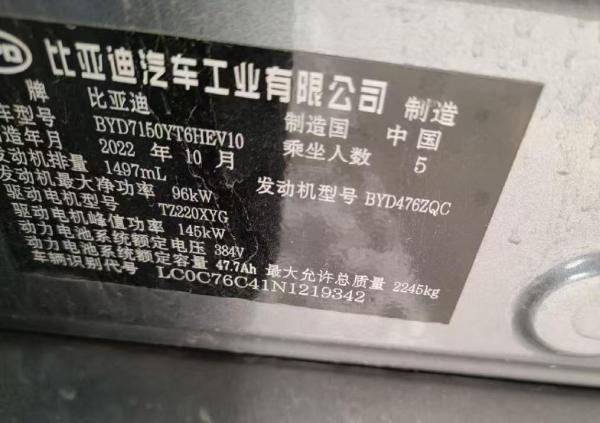 比亚迪汽车工业有限公司 制造
牌 比亚迪
车型号 BYD7150YT6HEV10 制造国 中国
造年月 2022 年 10 月 乘坐人数 5
发动机排量 1497mL
发动机最大净功率 96kW 发动机型号 BYD476ZQC
驱动电机型号 TZ220XYG
驱动电机峰值功率 145kW
动力电池系统额定电压 384V
动力电池系统额定容量 47.7Ah 最大允许总质量 2245kg
车辆识别代号 LC0C76C41N1219342